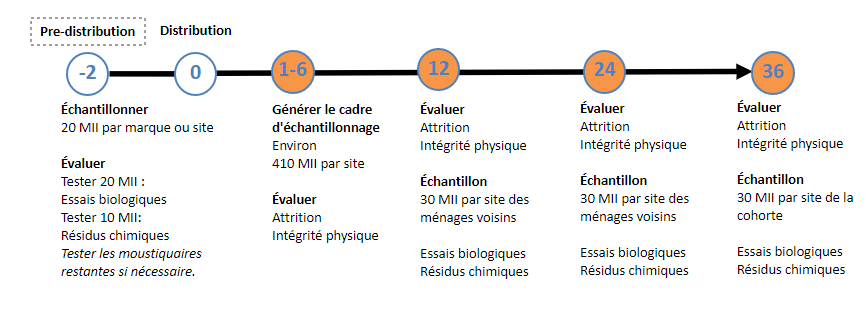 Pre-distribution
Distribution
-2
0
1-6
12
24
36
Échantillonner
20 MII par marque ou site
Évaluer
Tester 20 MII :
Essais biologiques
Tester 10 MII:
Résidus chimiques
Tester les moustiquaires
restantes si nécessaire.
Générer le cadre
d'échantillonnage
Environ
410 MII par site
Évaluer
Attrition
Intégrité physique
Évaluer
Attrition
Intégrité physique
Échantillon
30 MII par site des
ménages voisins
Essais biologiques
Résidus chimiques
Évaluer
Attrition
Intégrité physique
Échantillon
30 MII par site des
ménages voisins
Essais biologiques
Résidus chimiques
Évaluer
Attrition
Intégrité physique
Échantillon
30 MII par site de la
cohorte
Essais biologiques
Résidus chimiques